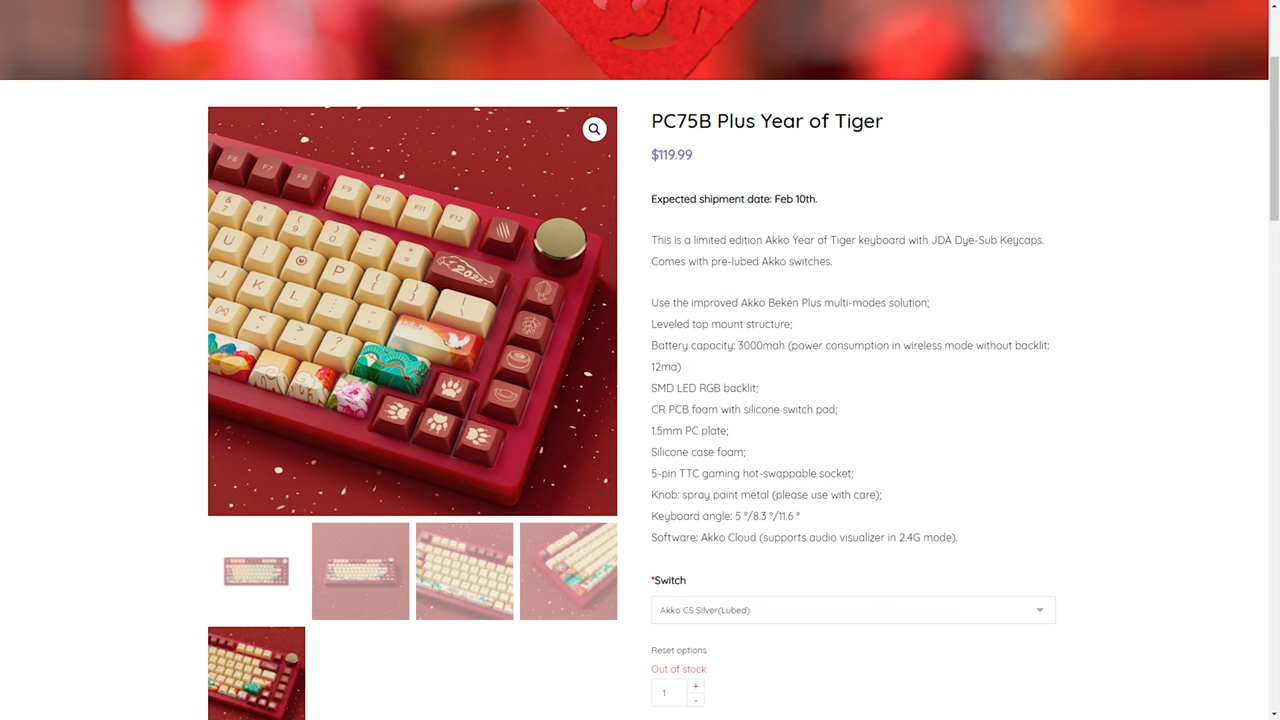 PC75B Plus Year of Tiger
$119.99
Expected shipment date: Feb 10th.
This is a limited edition Akko Year of Tiger keyboard with JDA Dye-Sub Keycaps.
Comes with pre-lubed Akko switches.
Use the improved Akko Beken Plus multi-modes solution;
Leveled top mount structure;
Battery capacity: 3000mah (power consumption in wireless mode without backlit:
12ma)
SMD LED RGB backlit;
CR PCB foam with silicone switch pad;
1.5mm PC plate;
Silicone case foam;
5-pin TTC gaming hot-swappable socket;
Knob: spray paint metal (please use with care);
Keyboard angle: 5 °/8.3 °/11.6 °
Software: Akko Cloud (supports audio visualizer in 2.4G mode).
*Switch
Akko CS Silver(Lubed)
Reset options
Out of stock
1
+
-
F6 F7 F8 F9 F10 F11 F12
& 7 * 8 ( 9 ) 0 - + =
U P { [ } ] | \
J K L : ; " '
< , > . ? /